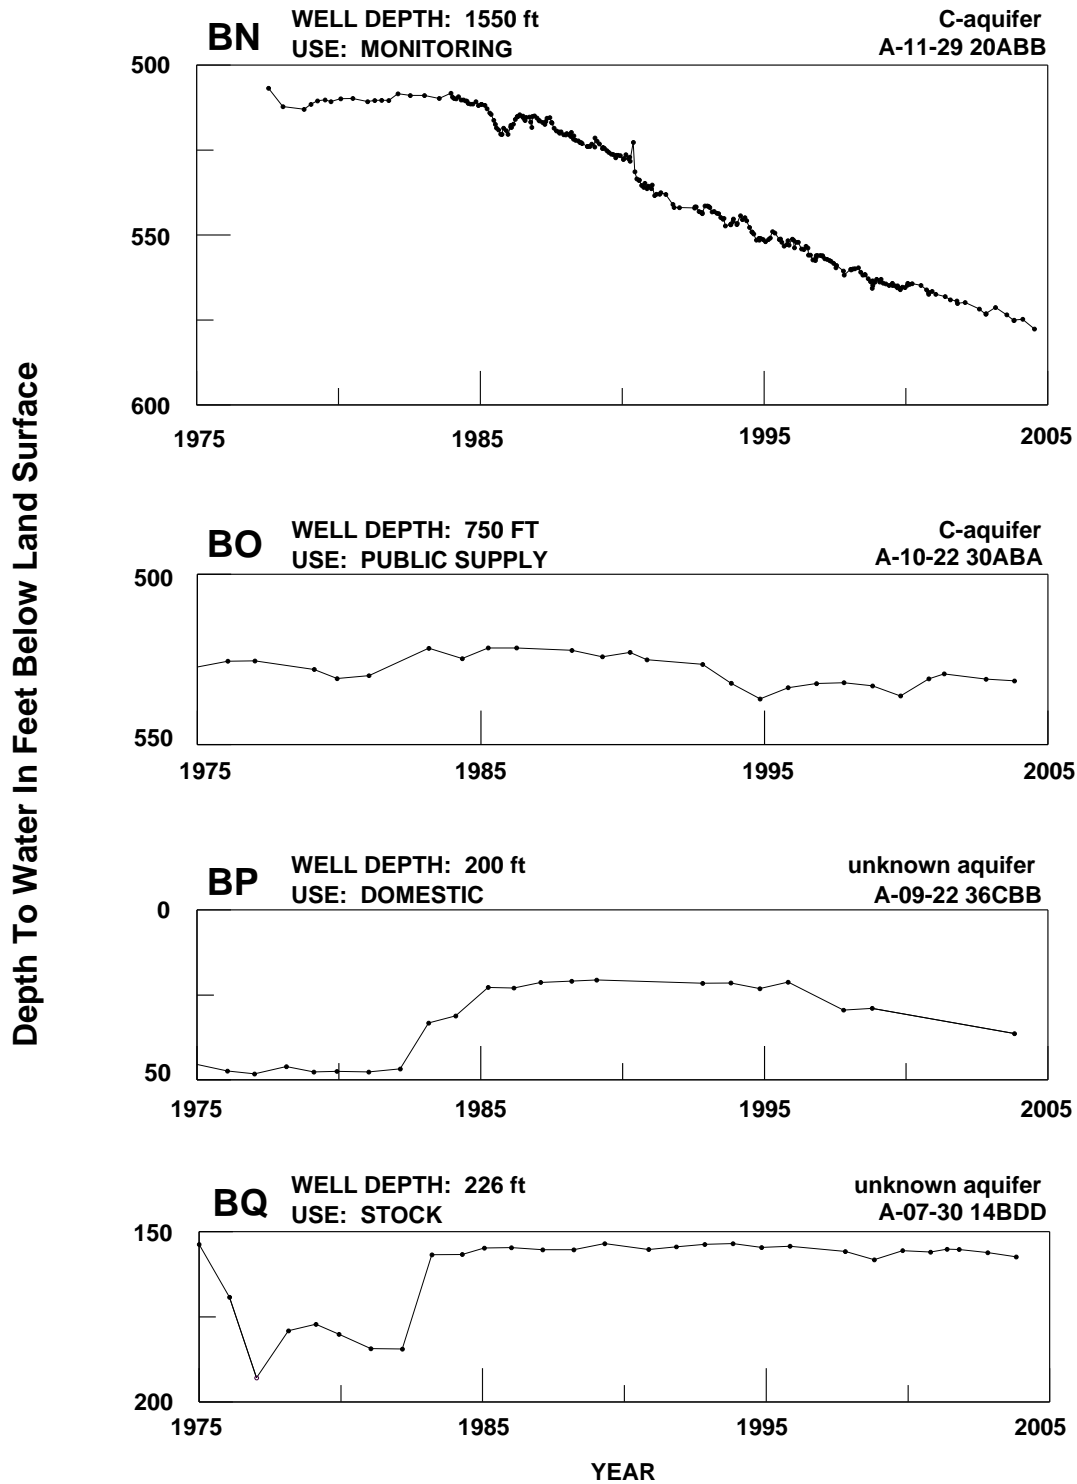 Depth To Water In Feet Below Land Surface
BN
WELL DEPTH: 1550 ft
USE: MONITORING
C-aquifer
A-11-29 20ABB
500
550
600
1975
1985
1995
2005
BO
WELL DEPTH: 750 FT
USE: PUBLIC SUPPLY
C-aquifer
A-10-22 30ABA
500
550
1975
1985
1995
2005
BP
WELL DEPTH: 200 ft
USE: DOMESTIC
unknown aquifer
A-09-22 36CBB
0
50
1975
1985
1995
2005
BQ
WELL DEPTH: 226 ft
USE: STOCK
unknown aquifer
A-07-30 14BDD
150
200
1975
1985
1995
2005
YEAR